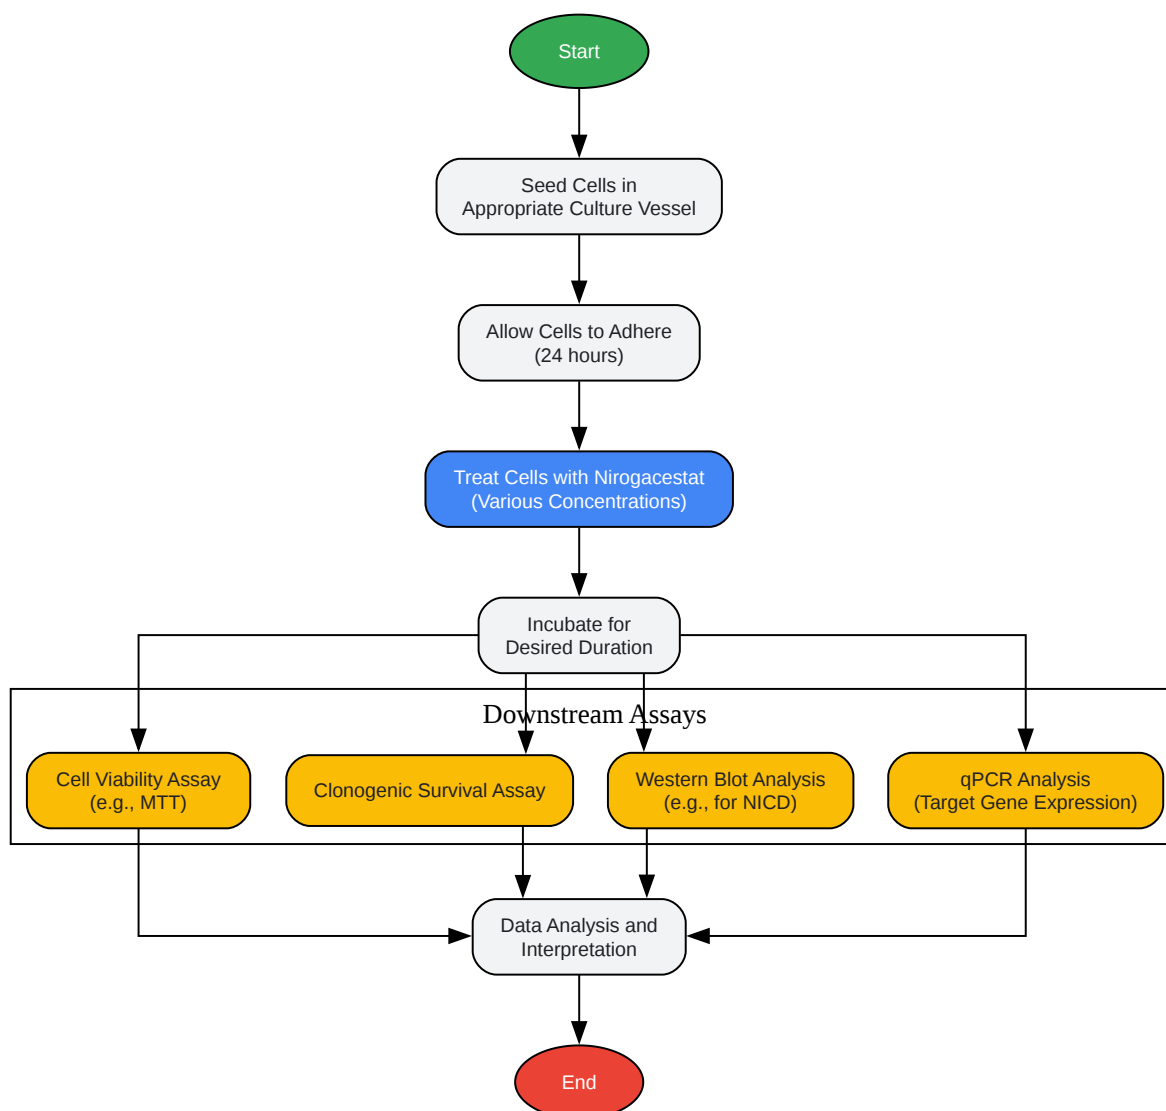 Start
Seed Cells in
Appropriate Culture Vessel
Allow Cells to Adhere
(24 hours)
Treat Cells with Nirogacestat
(Various Concentrations)
Incubate for
Desired Duration
Downstream Assays
Cell Viability Assay
(e.g., MTT)
Clonogenic Survival Assay
Western Blot Analysis
(e.g., for NICD)
qPCR Analysis
(Target Gene Expression)
Data Analysis and
Interpretation
End